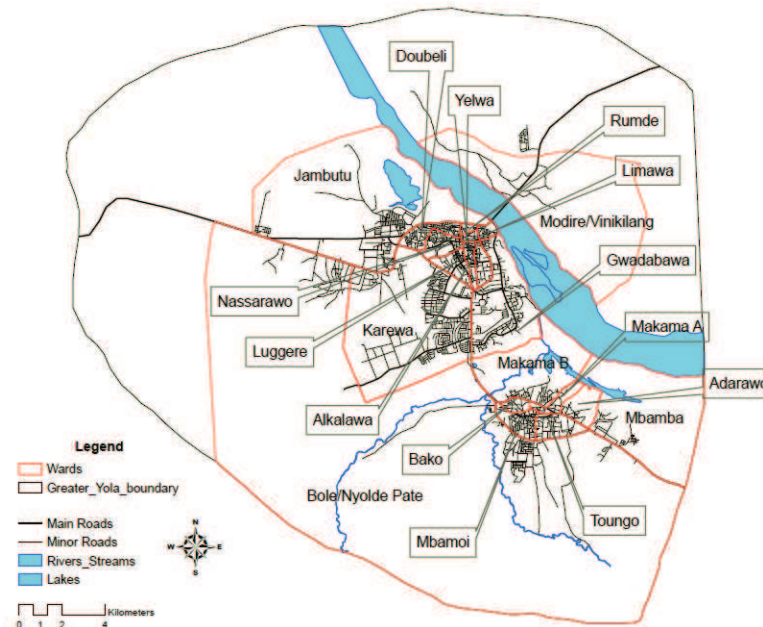 Doubeli
Yelwa
Rumde
Jambutu
Limawa
Modire/Vinikilang
Gwadabawa
Nassarawo
Makama A
Karewa
Luggere
Makama B
Adarawo
Alkalawa
Mbamba
Bako
Bole/Nyolde Pate
Toungo
Mbamoi
Legend
Wards
Greater_Yola_boundary
Main Roads
Minor Roads
Rivers_Streams
Lakes
N
W E
S
Kilometers
0 1 2 4